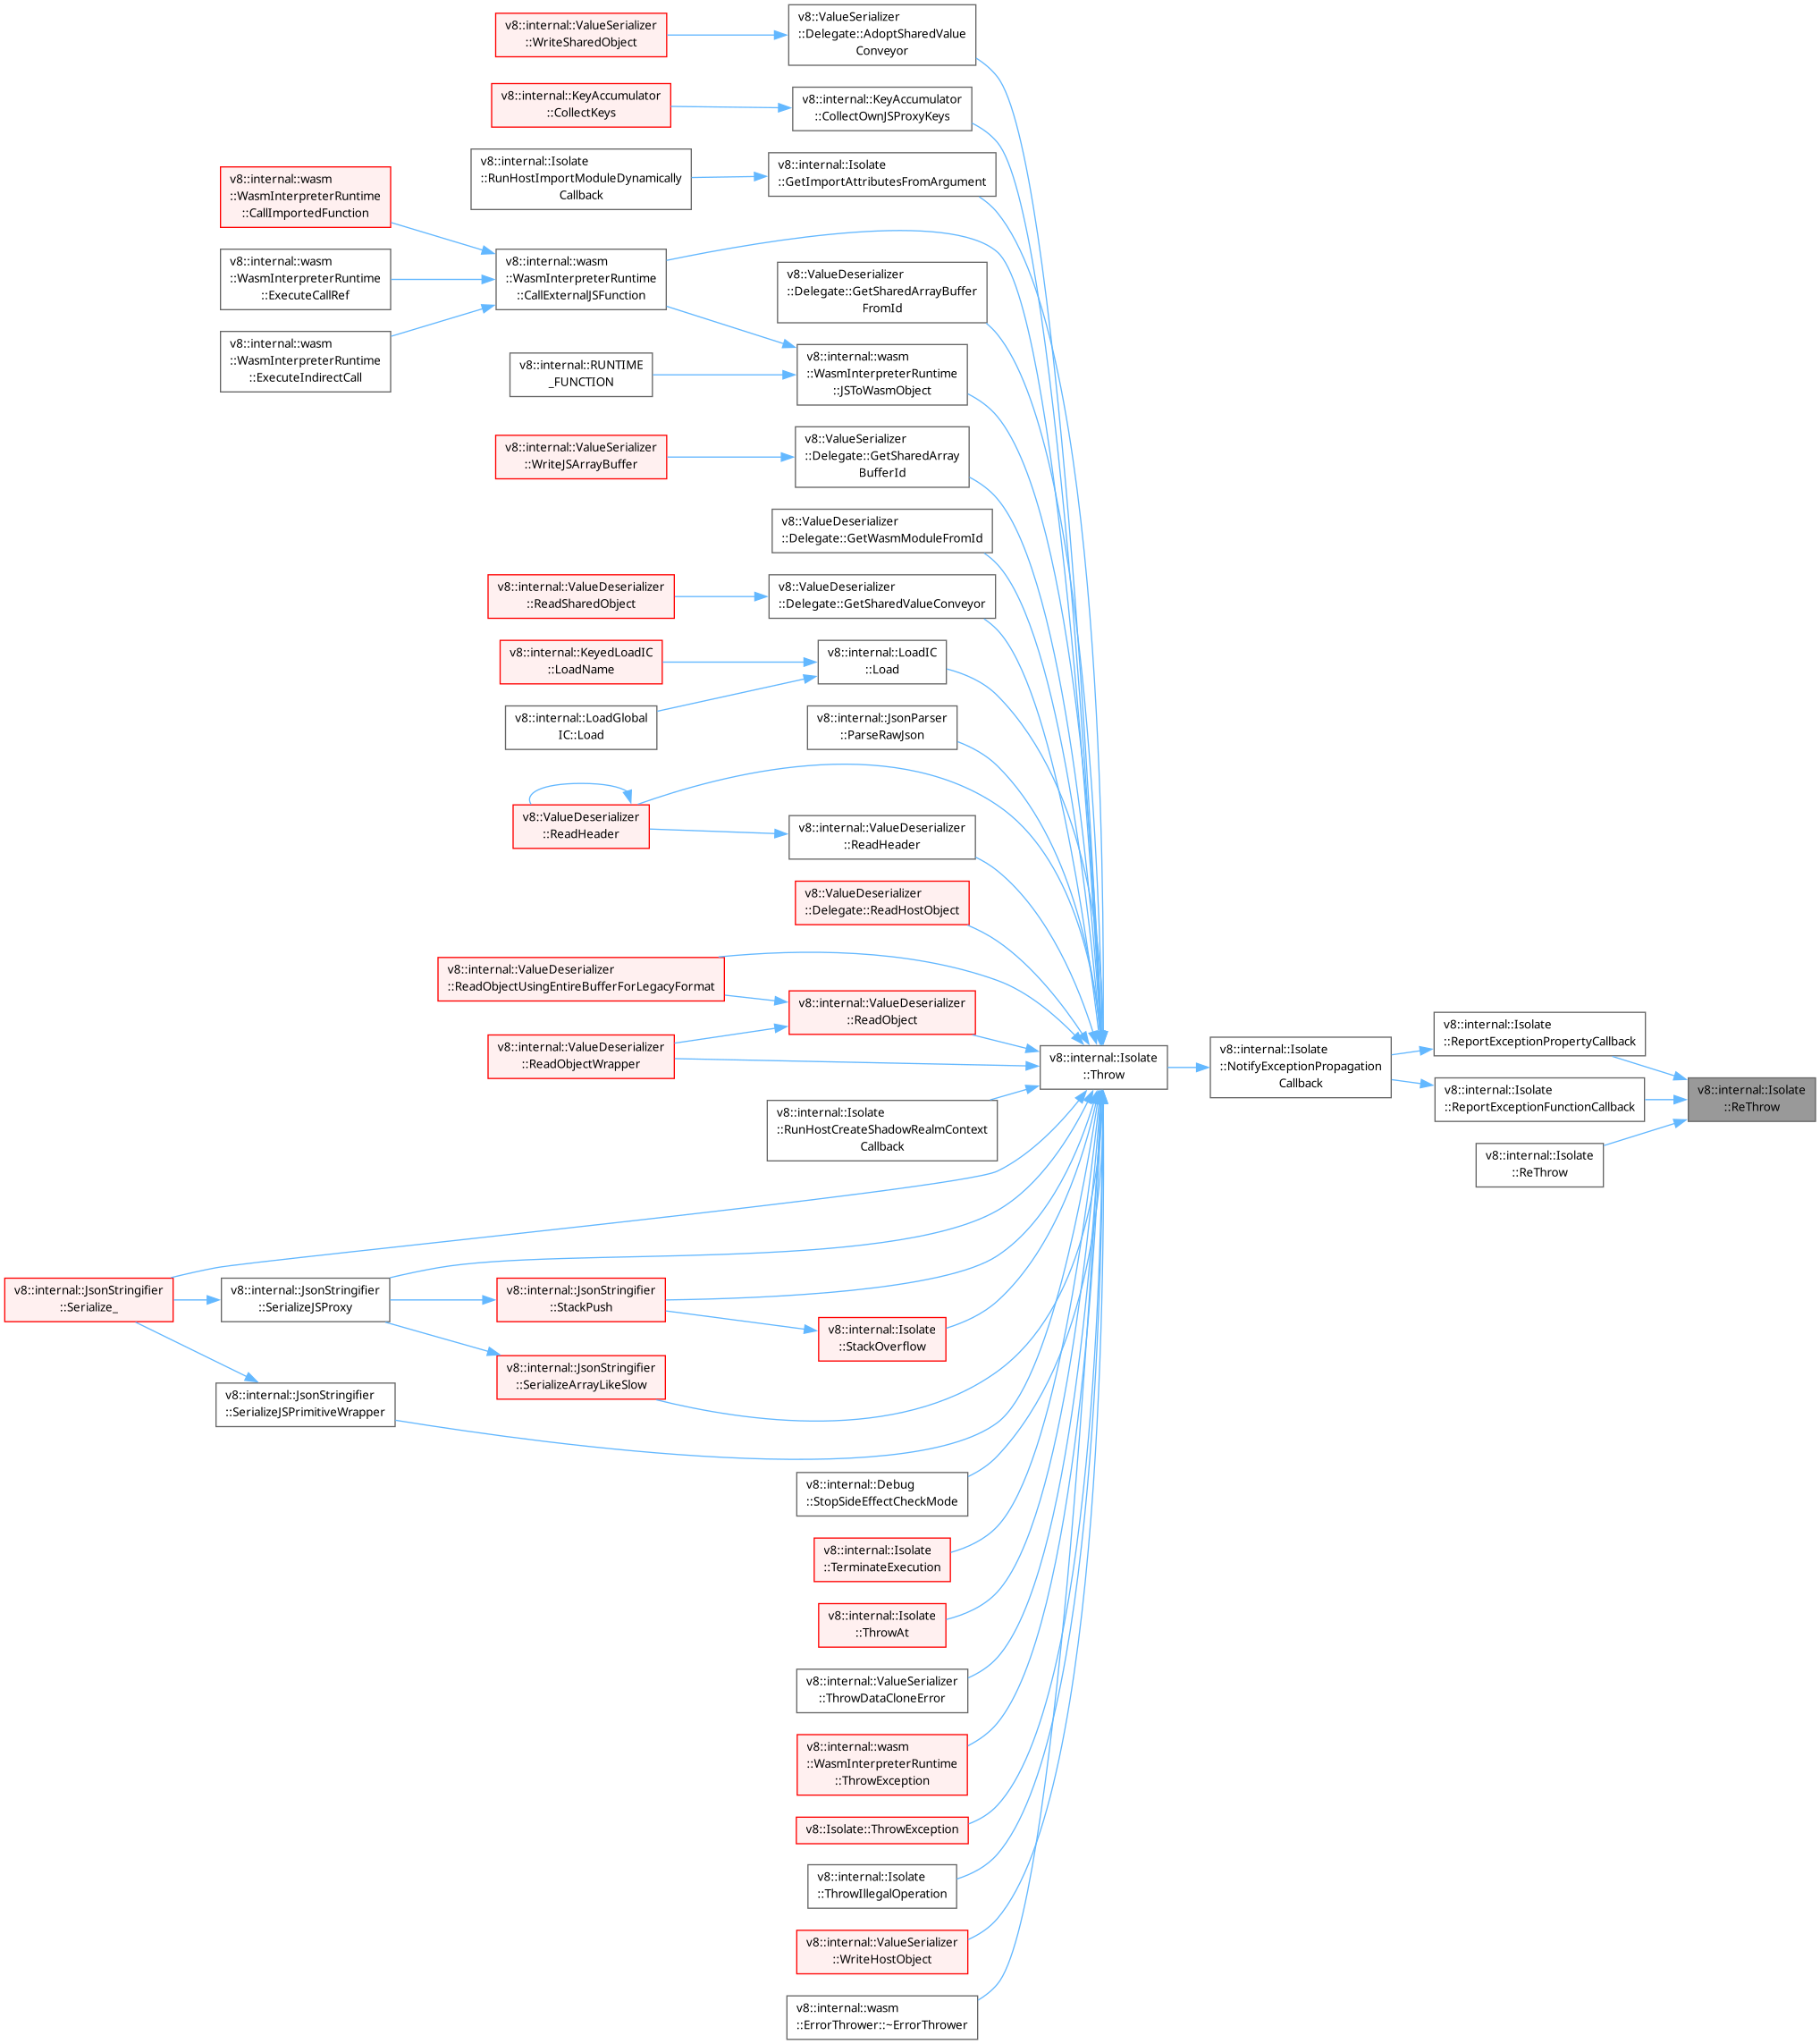 v8::internal::ValueSerializer
::WriteSharedObject
v8::ValueSerializer
::Delegate::AdoptSharedValue
Conveyor
v8::internal::KeyAccumulator
::CollectKeys
v8::internal::KeyAccumulator
::CollectOwnJSProxyKeys
v8::internal::Isolate
::RunHostImportModuleDynamically
Callback
v8::internal::Isolate
::GetImportAttributesFromArgument
v8::internal::wasm
::WasmInterpreterRuntime
::CallImportedFunction
v8::internal::wasm
::WasmInterpreterRuntime
::ExecuteCallRef
v8::internal::wasm
::WasmInterpreterRuntime
::CallExternalJSFunction
v8::ValueDeserializer
::Delegate::GetSharedArrayBuffer
FromId
v8::internal::wasm
::WasmInterpreterRuntime
::ExecuteIndirectCall
v8::internal::RUNTIME
_FUNCTION
v8::internal::wasm
::WasmInterpreterRuntime
::JSToWasmObject
v8::internal::ValueSerializer
::WriteJSArrayBuffer
v8::ValueSerializer
::Delegate::GetSharedArray
BufferId
v8::ValueDeserializer
::Delegate::GetWasmModuleFromId
v8::internal::ValueDeserializer
::ReadSharedObject
v8::ValueDeserializer
::Delegate::GetSharedValueConveyor
v8::internal::KeyedLoadIC
::LoadName
v8::internal::LoadIC
::Load
v8::internal::LoadGlobal
IC::Load
v8::internal::JsonParser
::ParseRawJson
v8::ValueDeserializer
::ReadHeader
v8::internal::ValueDeserializer
::ReadHeader
v8::ValueDeserializer
::Delegate::ReadHostObject
v8::internal::ValueDeserializer
::ReadObjectUsingEntireBufferForLegacyFormat
v8::internal::ValueDeserializer
::ReadObject
v8::internal::ValueDeserializer
::ReadObjectWrapper
v8::internal::Isolate
::Throw
v8::internal::Isolate
::NotifyExceptionPropagation
Callback
v8::internal::Isolate
::ReportExceptionPropertyCallback
v8::internal::Isolate
::ReportExceptionFunctionCallback
v8::internal::Isolate
::ReThrow
v8::internal::Isolate
::ReThrow
v8::internal::Isolate
::RunHostCreateShadowRealmContext
Callback
v8::internal::JsonStringifier
::Serialize_
v8::internal::JsonStringifier
::SerializeJSProxy
v8::internal::JsonStringifier
::StackPush
v8::internal::Isolate
::StackOverflow
v8::internal::JsonStringifier
::SerializeArrayLikeSlow
v8::internal::JsonStringifier
::SerializeJSPrimitiveWrapper
v8::internal::Debug
::StopSideEffectCheckMode
v8::internal::Isolate
::TerminateExecution
v8::internal::Isolate
::ThrowAt
v8::internal::ValueSerializer
::ThrowDataCloneError
v8::internal::wasm
::WasmInterpreterRuntime
::ThrowException
v8::Isolate::ThrowException
v8::internal::Isolate
::ThrowIllegalOperation
v8::internal::ValueSerializer
::WriteHostObject
v8::internal::wasm
::ErrorThrower::~ErrorThrower